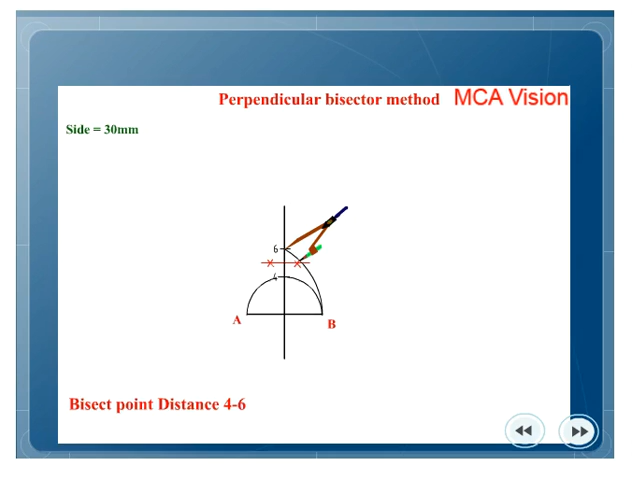 Perpendicular bisector method MCA Vision
Side = 30mm
6
4
A
B
Bisect point Distance 4-6